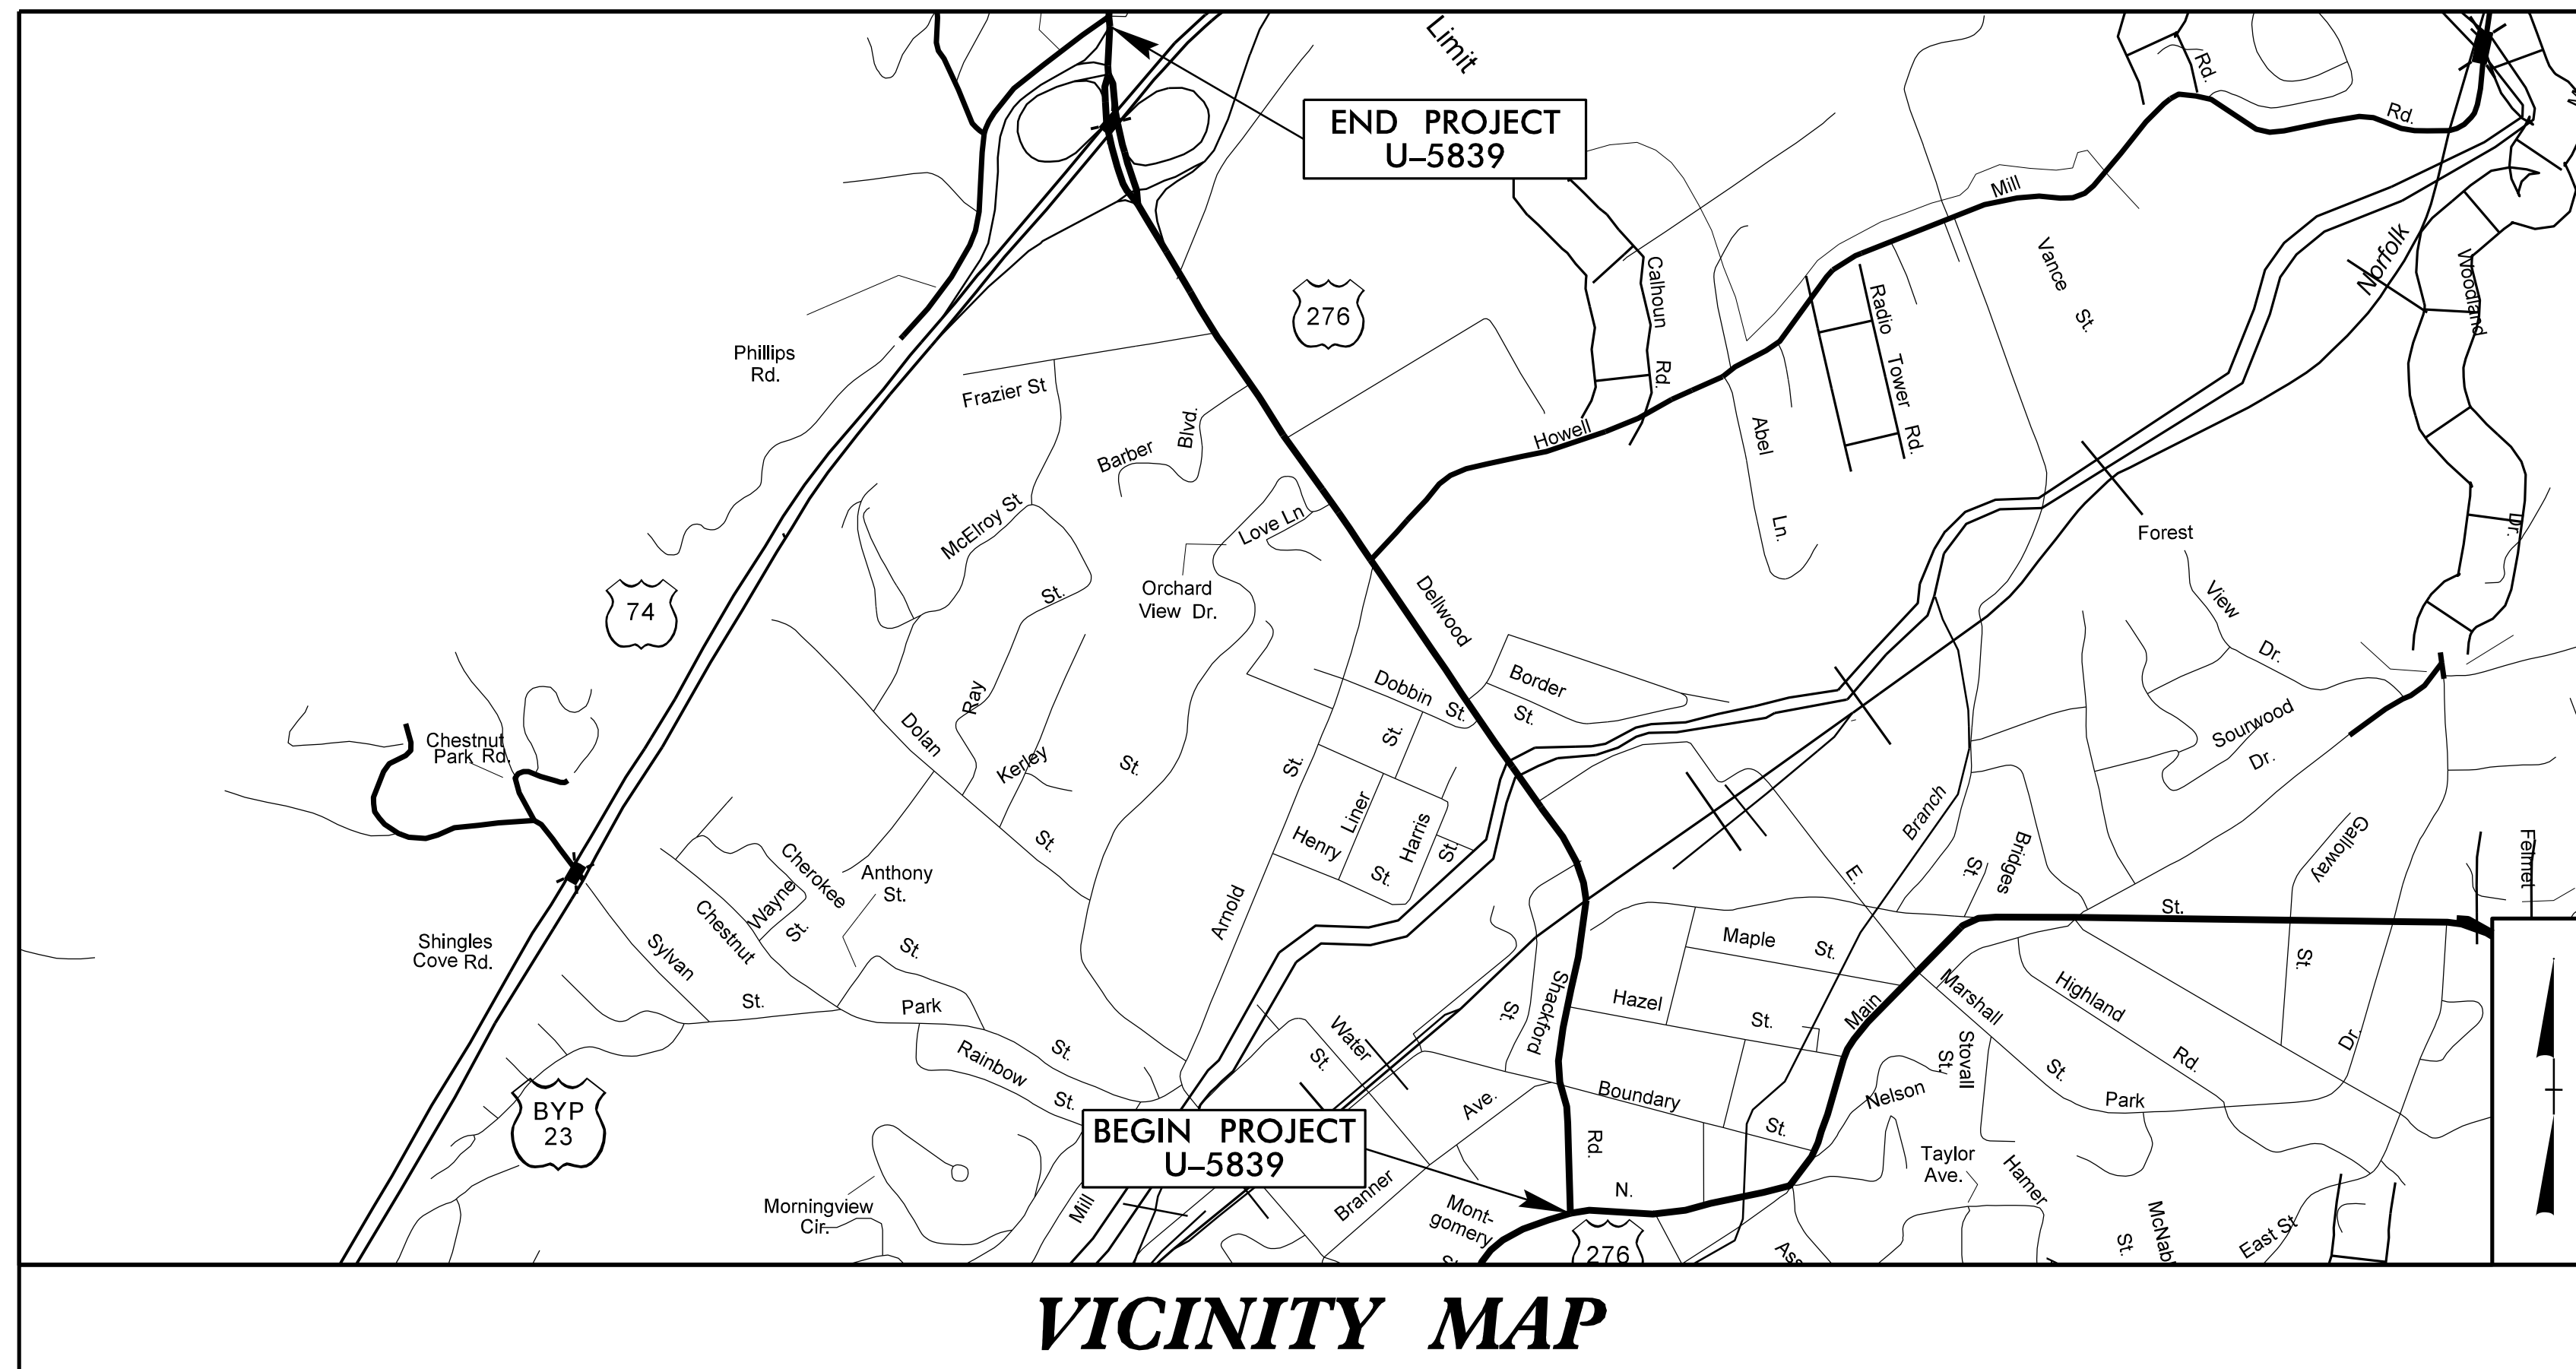 Limit
Rd.
Rd.
END PROJECT
U–5839
Mill
Norfolk
Vance
St.
Woodland
Dr.
276
Calhoun
Rd.
Radio
Tower
Rd.
Phillips
Rd.
Frazier St
Barber
Blvd.
Howell
Abel
Ln.
McElroy St
Love Ln
Forest
View
Dr.
74
Orchard
View Dr.
St.
Dellwood
Ray
Dobbin
St.
Border
St.
Sourwood
Dr.
Chestnut
Park Rd.
Dolan
St.
Kerley
St.
St.
St.
Liner
Henry
St.
Harris
St.
Branch
Galloway
St.
Felmet
Cherokee
St.
Wayne
St.
Anthony
St.
Arnold
E.
St.
Bridges
St.
Shingles
Cove Rd.
Sylvan
St.
Chestnut
Park
St.
Maple
St.
Shackford
St.
Rd.
Hazel
St.
Main
Marshall
St.
Highland
Rd.
Water
St.
Rainbow
St.
Stovall
St.
Dr.
BYP
23
BEGIN PROJECT
U–5839
Ave.
Boundary
St.
Nelson
Park
Taylor
Ave.
Hamer
Morningview
Cir.
Mill
Branner
Mont-
gomery
N.
276
St.
McNab
East St
VICINITY MAP